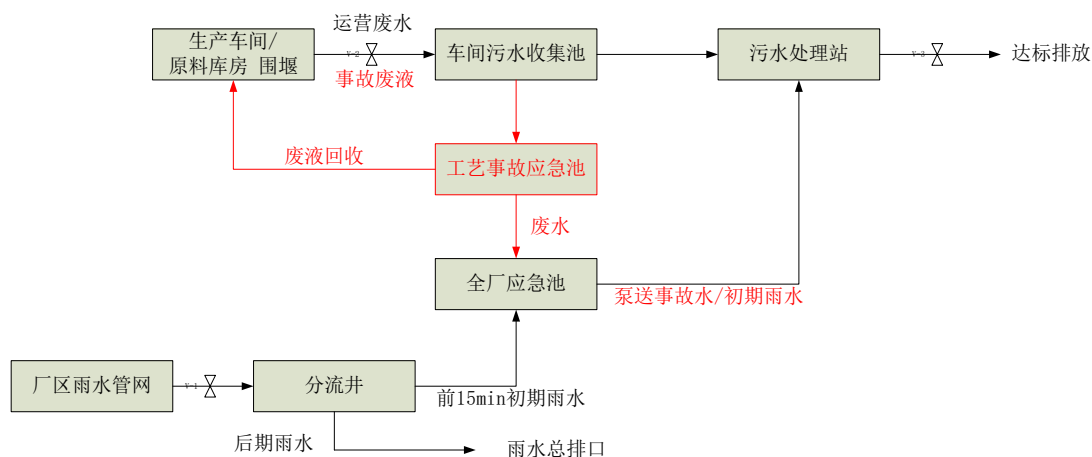 运营废水
生产车间/
原料库房 围堰
V-2
事故废液
车间污水收集池
污水处理站
V-3
达标排放
废液回收
工艺事故应急池
废水
全厂应急池
泵送事故水/初期雨水
厂区雨水管网
V-1
分流井
前15min初期雨水
后期雨水
雨水总排口